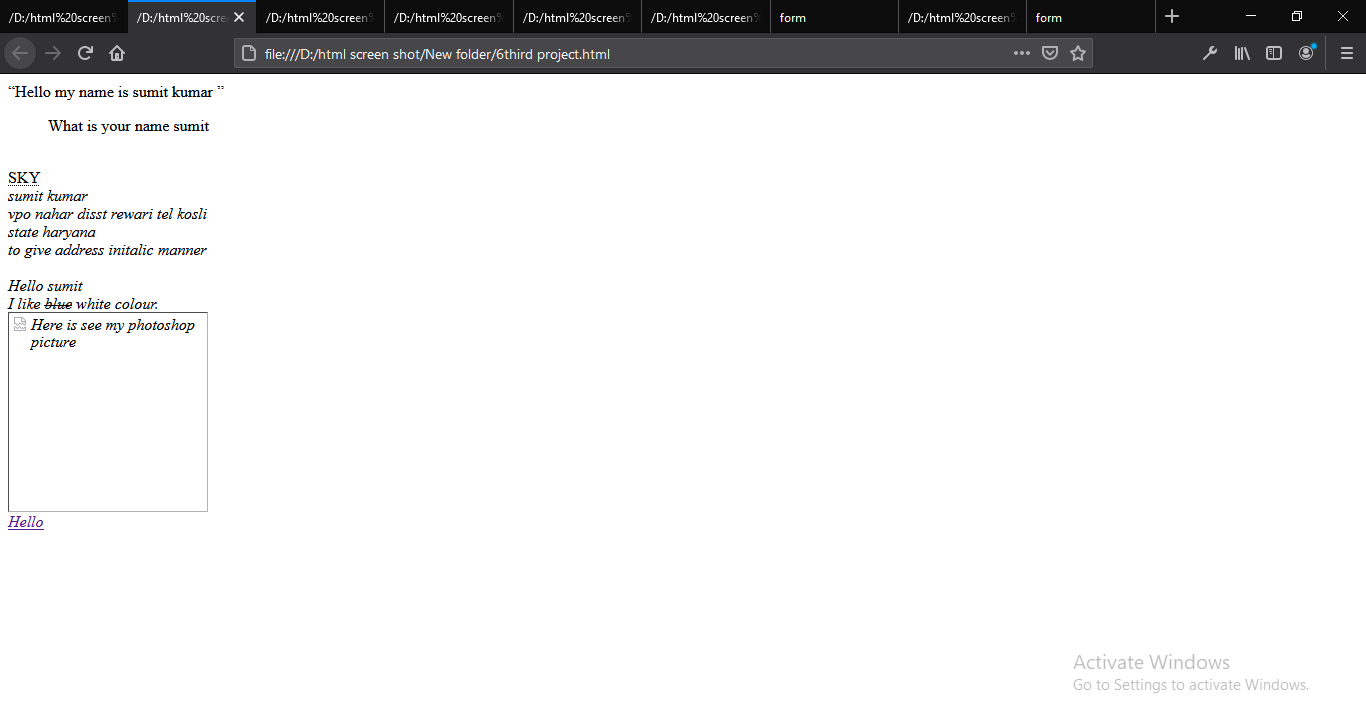 /D:/html%20screen%
/D:/html%20scre
/D:/html%20screen%
/D:/html%20screen%
/D:/html%20screen%
/D:/html%20screen%
form
/D:/html%20screen%
form
file:///D:/html screen shot/New folder/6third project.html
“Hello my name is sumit kumar ”
What is your name sumit
SKY
sumit kumar
vpo nahar disst rewari tel kosli
state haryana
to give address initalic manner
Hello sumit
I like blue white colour.
Here is see my photoshop
picture
Hello
Activate Windows
Go to Settings to activate Windows.